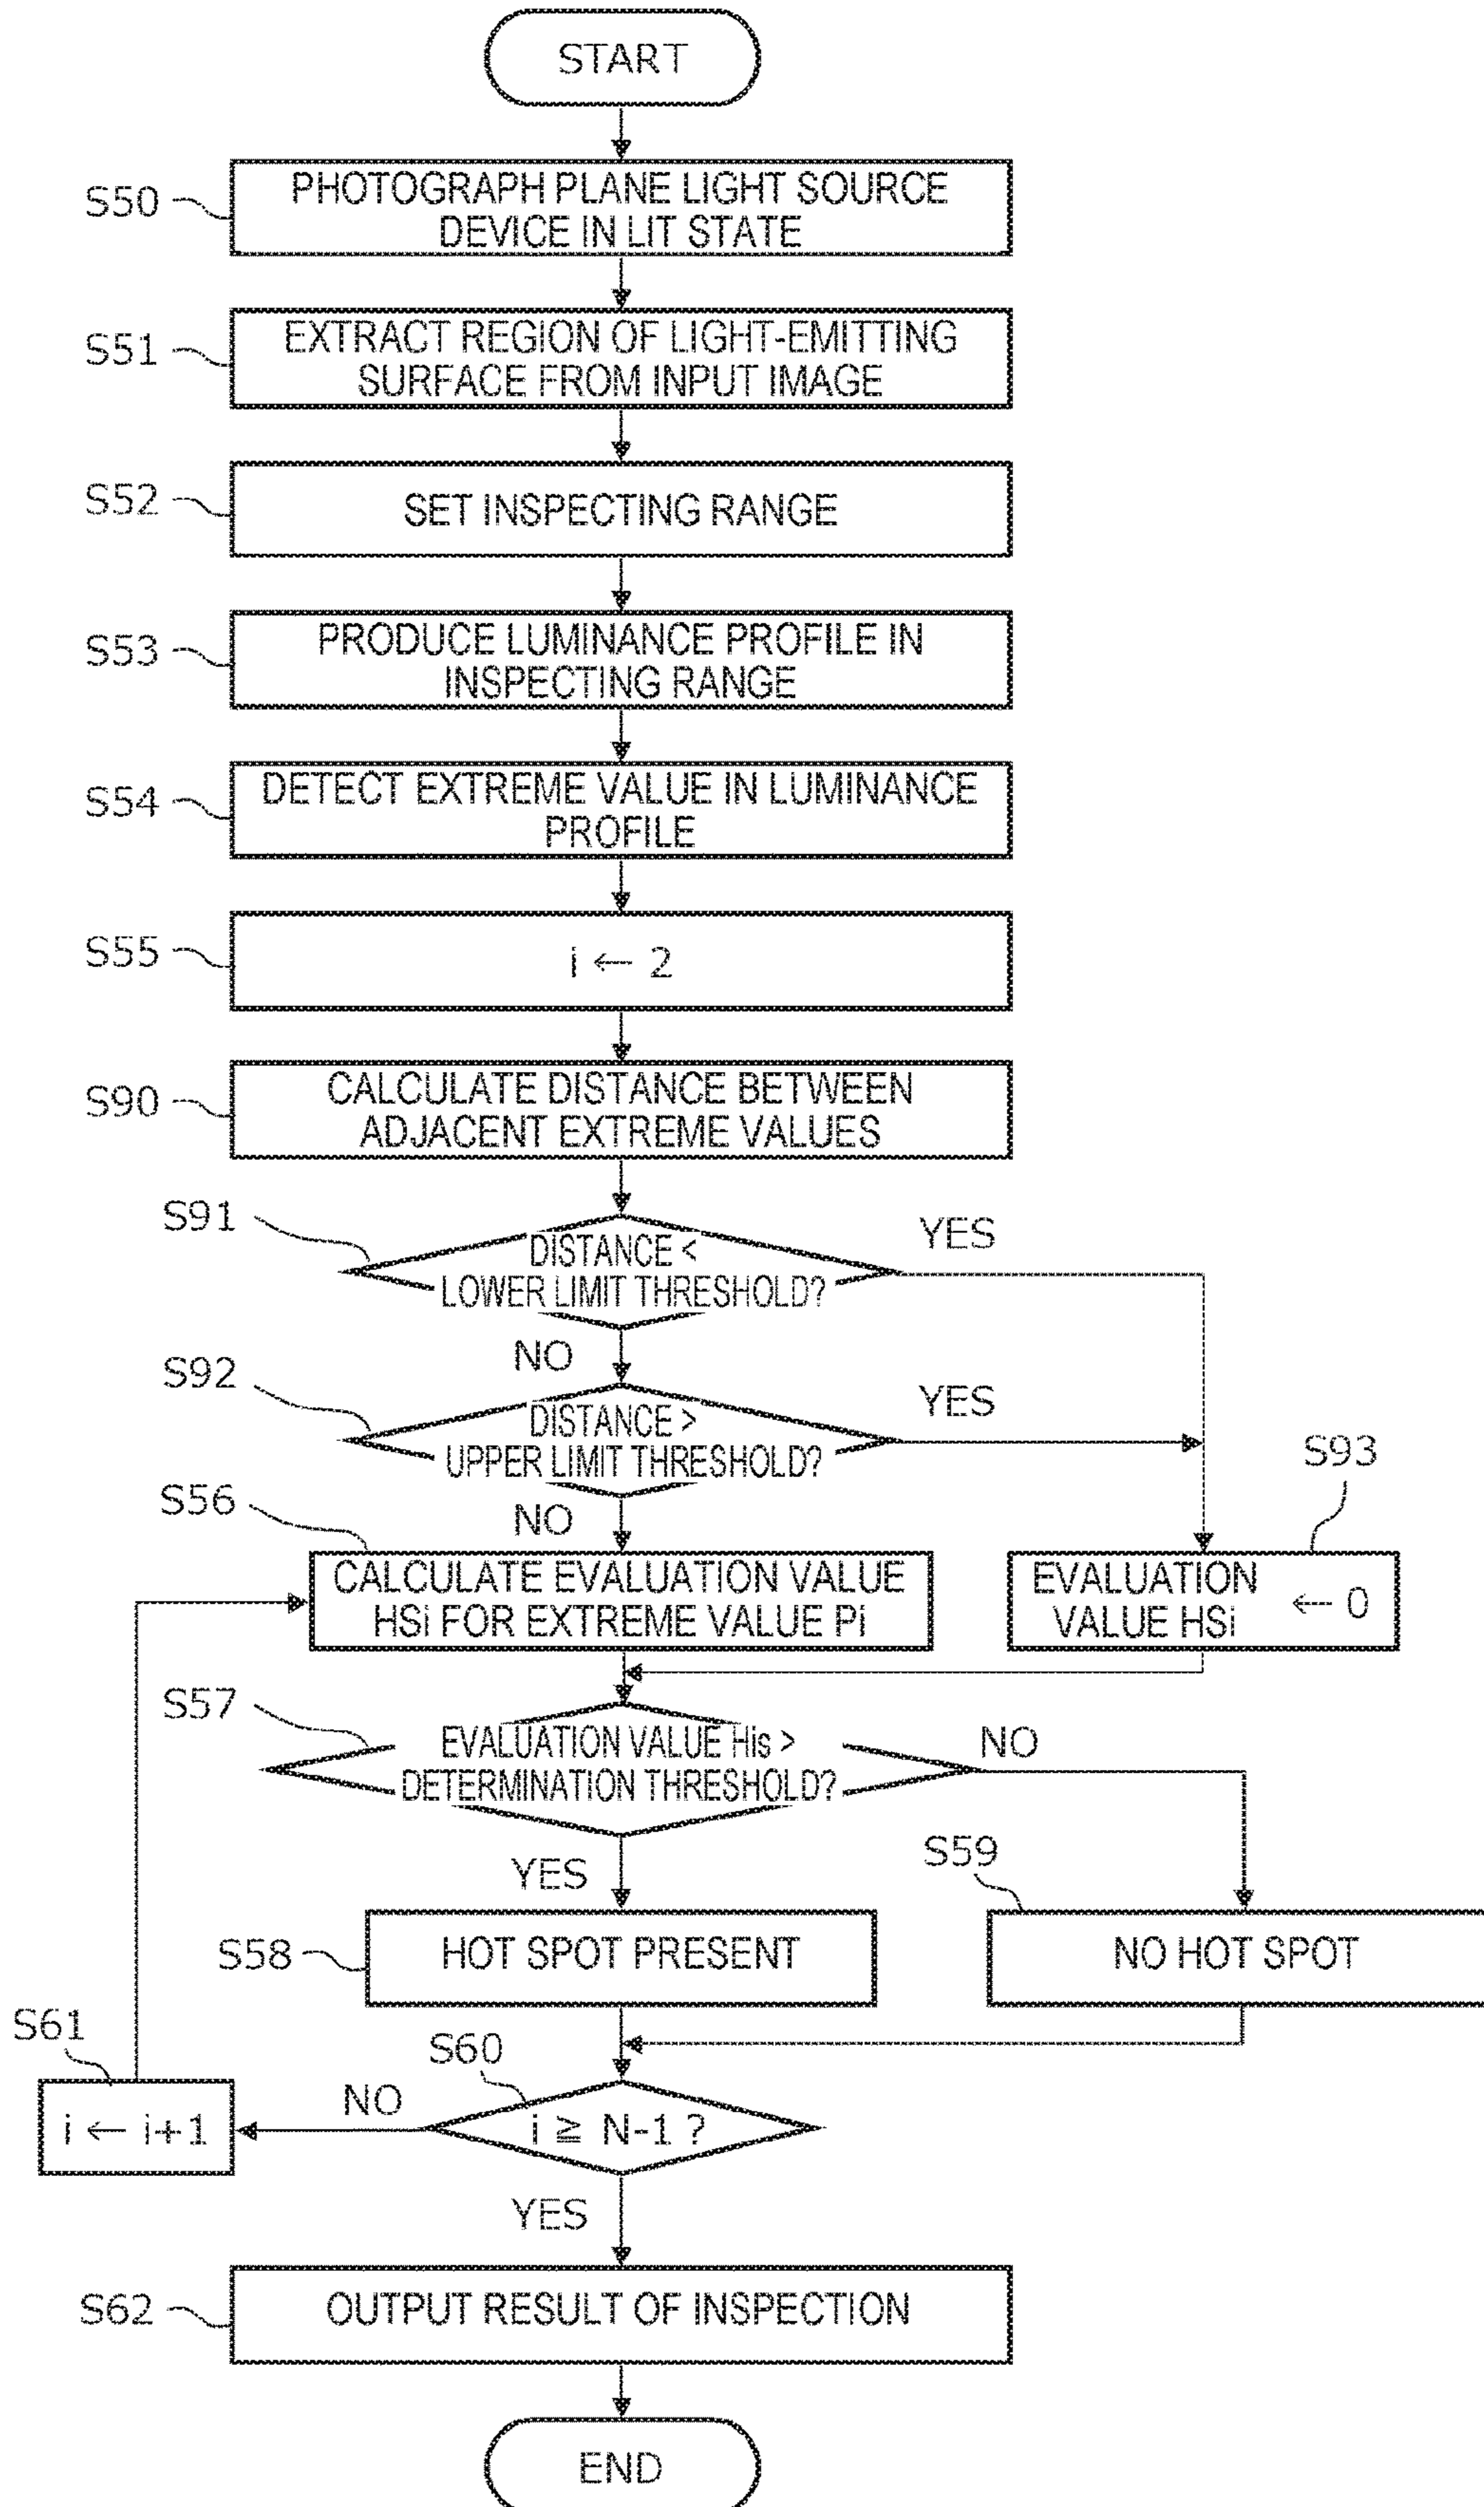 START
S50
PHOTOGRAPH PLANE LIGHT SOURCE
DEVICE IN LIT STATE
S51
EXTRACT REGION OF LIGHT-EMITTING
SURFACE FROM INPUT IMAGE
S52
SET INSPECTING RANGE
S53
PRODUCE LUMINANCE PROFILE IN
INSPECTING RANGE
S54
DETECT EXTREME VALUE IN LUMINANCE
PROFILE
S55
i ← 2
S90
CALCULATE DISTANCE BETWEEN
ADJACENT EXTREME VALUES
S91
DISTANCE <
LOWER LIMIT THRESHOLD?
YES
NO
S92
DISTANCE >
UPPER LIMIT THRESHOLD?
YES
NO
S56
CALCULATE EVALUATION VALUE
HSi FOR EXTREME VALUE Pi
S93
EVALUATION
VALUE HSi ← 0
S57
EVALUATION VALUE His >
DETERMINATION THRESHOLD?
NO
YES
S58
HOT SPOT PRESENT
S59
NO HOT SPOT
S60
i ≧ N-1 ?
NO
S61
i ← i+1
YES
S62
OUTPUT RESULT OF INSPECTION
END